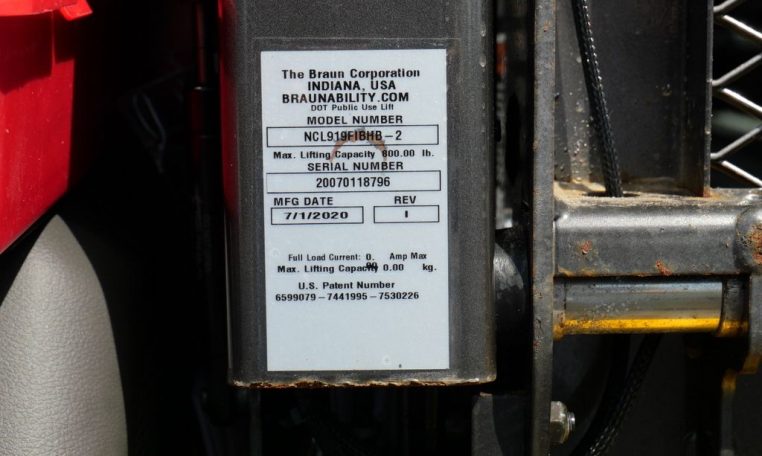 The Braun Corporation
INDIANA, USA
BRAUNABILITY.COM
DOT Public Use Lift
MODEL NUMBER
NCL919FIBHB-2
Max. Lifting Capacity 800.00 lb.
SERIAL NUMBER
20070118796
MFG DATE REV
7/1/2020 I
Full Load Current: 0. Amp Max
Max. Lifting Capacity 0.00 kg.
U.S. Patent Number
6599079-7441995-7530226